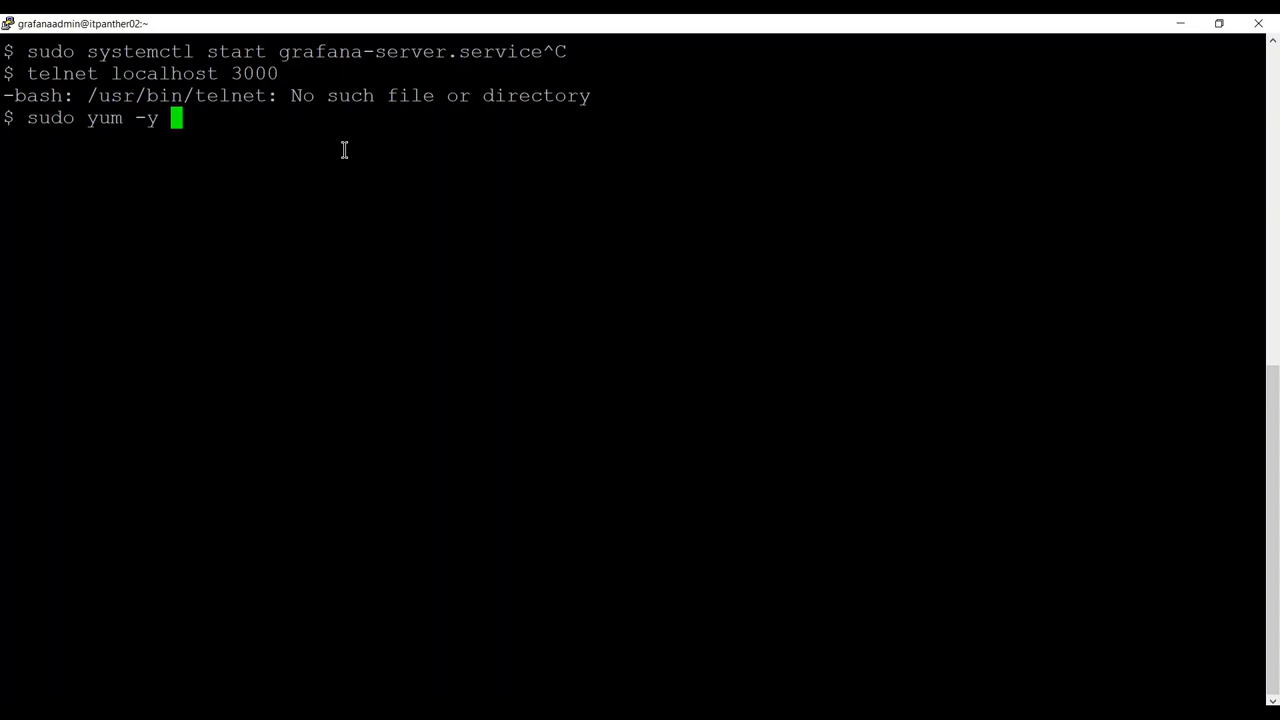 grafanaadmin@itpanther02:~
$ sudo systemctl start grafana-server.service^C
$ telnet localhost 3000
-bash: /usr/bin/telnet: No such file or directory
$ sudo yum -y